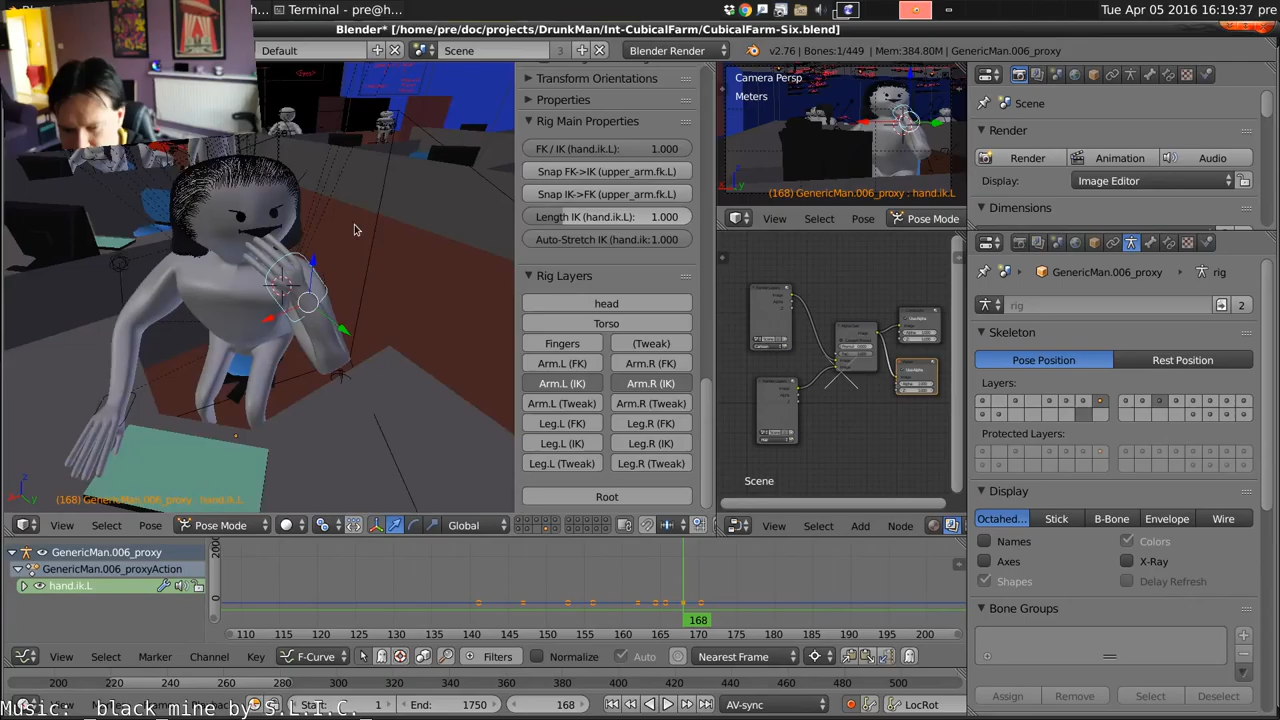 Terminal - pre@h...
Tue Apr 05 2016 16:19:37 pre
Blender* [/home/pre/doc/projects/DrunkMan/Int-CubicalFarm/CubicalFarm-Six.blend]
Default
Scene
3
Blender Render
v2.76 | Bones:1/449 | Mem:384.80M | GenericMan.006_proxy
Transform Orientations
Properties
Rig Main Properties
FK / IK (hand.ik.L): 1.000
Snap FK->IK (upper_arm.fk.L)
Snap IK->FK (upper_arm.fk.L)
Length IK (hand.ik.L): 1.000
Auto-Stretch IK (hand.ik: 1.000
Rig Layers
head
Torso
Fingers
(Tweak)
Arm.L (FK)
Arm.R (FK)
Arm.L (IK)
Arm.R (IK)
Arm.L (Tweak)
Arm.R (Tweak)
Leg.L (FK)
Leg.R (FK)
Leg.L (IK)
Leg.R (IK)
Leg.L (Tweak)
Leg.R (Tweak)
Root
(168) GenericMan.006_proxy : hand.ik.L
View
Select
Pose
Pose Mode
Global
Camera Persp
Meters
(168) GenericMan.006_proxy : hand.ik.L
View
Select
Pose
Pose Mode
Scene
View
Select
Add
Node
Scene
Render
Render
Animation
Audio
Display:
Image Editor
Dimensions
GenericMan.006_proxy
rig
rig
2
Skeleton
Pose Position
Rest Position
Layers:
Protected Layers:
Display
Octahed...
Stick
B-Bone
Envelope
Wire
Names
Colors
Axes
X-Ray
Shapes
Delay Refresh
Bone Groups
Assign
Remove
Select
Deselect
GenericMan.006_proxy
GenericMan.006_proxyAction
hand.ik.L
0
168
110 115 120 125 130 135 140 145 150 155 160 165 170 175 180 185 190 195 200
View
Select
Marker
Channel
Key
F-Curve
Filters
Normalize
Auto
Nearest Frame
200 220 240 260 280 300 320 340 360 380 400 420 440 460 480 500
Start: 1
End: 1750
168
AV-sync
LocRot
Music: _black_mine by S.L.I.C._